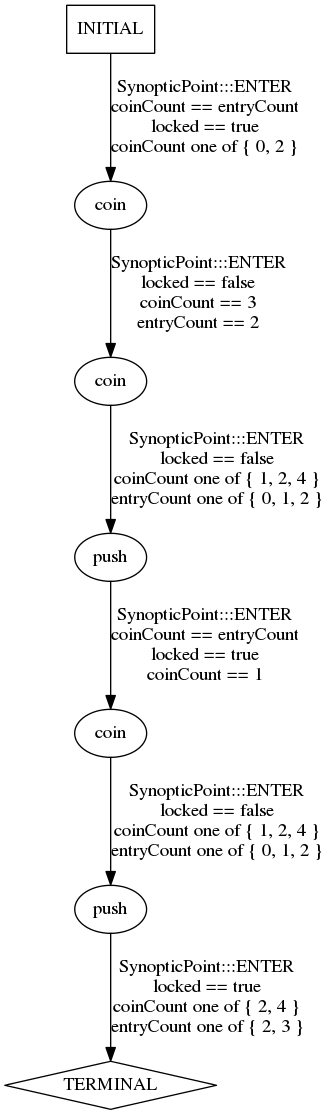 INITIAL
SynopticPoint:::ENTER
coinCount == entryCount
locked == true
coinCount one of { 0, 2 }
coin
SynopticPoint:::ENTER
locked == false
coinCount == 3
entryCount == 2
coin
SynopticPoint:::ENTER
locked == false
coinCount one of { 1, 2, 4 }
entryCount one of { 0, 1, 2 }
push
SynopticPoint:::ENTER
coinCount == entryCount
locked == true
coinCount == 1
coin
SynopticPoint:::ENTER
locked == false
coinCount one of { 1, 2, 4 }
entryCount one of { 0, 1, 2 }
push
SynopticPoint:::ENTER
locked == true
coinCount one of { 2, 4 }
entryCount one of { 2, 3 }
TERMINAL